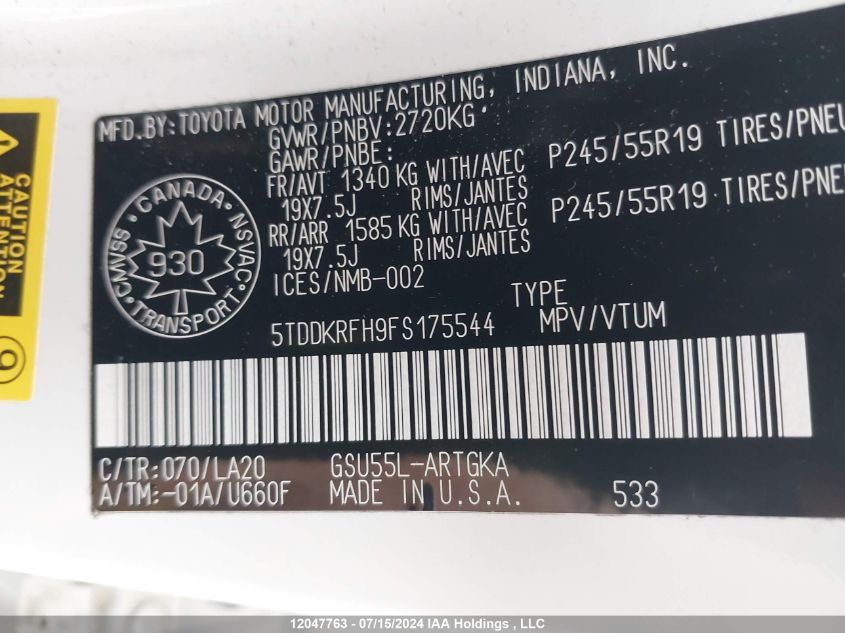 MFD.BY:TOYOTA MOTOR MANUFACTURING, INDIANA, INC.
GVWR/PNBV:2720KG
GAWR/PNBE:
FR/AVT 1340 KG WITH/AVEC P245/55R19 TIRES/PNEU
19X7.5J RIMS/JANTES
RR/ARR 1585 KG WITH/AVEC P245/55R19 TIRES/PNE
19X7.5J RIMS/JANTES
ICES/NMB-002
TYPE
5TDDKRFH9FS175544 MPV/VTUM
CANADA
CMVSS 930 NSVAC
TRANSPORT
CAUTION
ATTENTION
9
C/TR:070/LA20 GSU55L-ARTGKA
A/TM:-01A/U660F MADE IN U.S.A. 533
12047763 - 07/15/2024 IAA Holdings , LLC